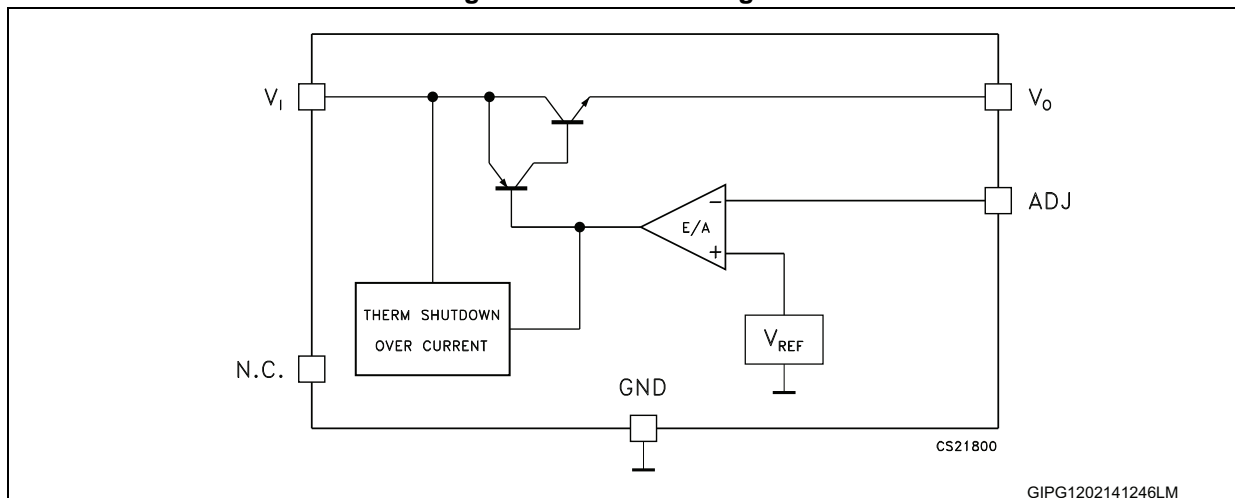 V_I
V_O
ADJ
−
E/A
+
THERM SHUTDOWN
OVER CURRENT
V_REF
N.C.
GND
CS21800
GIPG1202141246LM